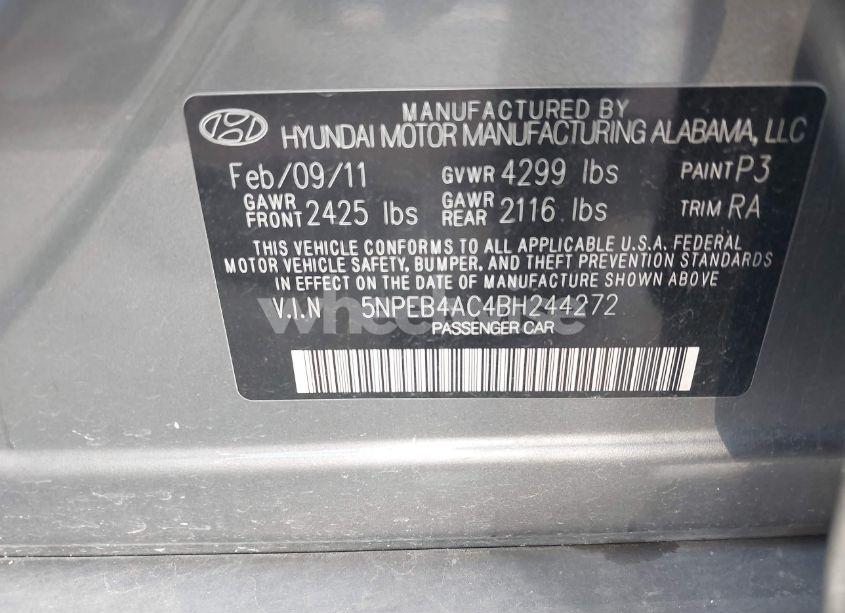 MANUFACTURED BY
HYUNDAI MOTOR MANUFACTURING ALABAMA, LLC
Feb/09/11 GVWR 4299 lbs PAINT P3
GAWR FRONT 2425 lbs GAWR REAR 2116 lbs TRIM RA
THIS VEHICLE CONFORMS TO ALL APPLICABLE U.S.A. FEDERAL
MOTOR VEHICLE SAFETY, BUMPER, AND THEFT PREVENTION STANDARDS
IN EFFECT ON THE DATE OF MANUFACTURE SHOWN ABOVE
V.I.N 5NPEB4AC4BH244272
PASSENGER CAR